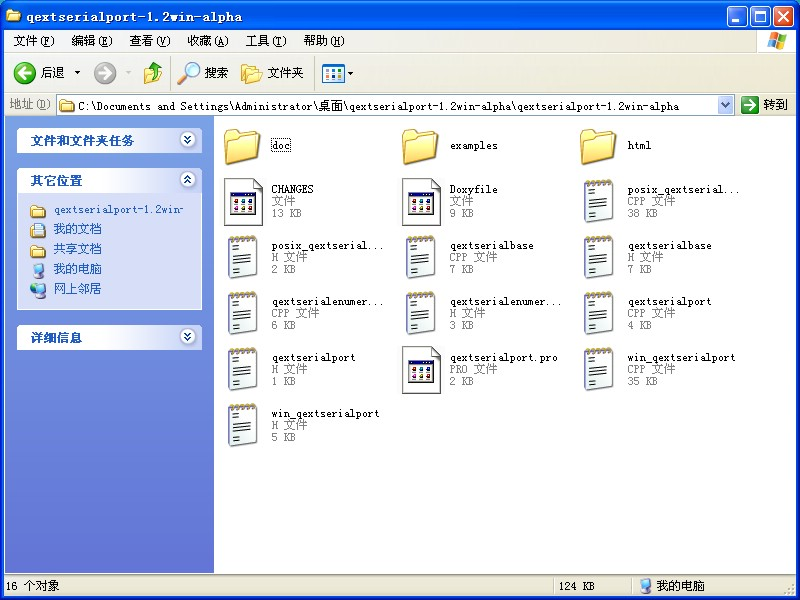 qextserialport-1.2win-alpha
文件(F) 编辑(E) 查看(V) 收藏(A) 工具(T) 帮助(H)
后退 搜索 文件夹
地址(D) C:\Documents and Settings\Administrator\桌面\qextserialport-1.2win-alpha\qextserialport-1.2win-alpha 转到
文件和文件夹任务
其它位置
qextserialport-1.2win-
我的文档
共享文档
我的电脑
网上邻居
详细信息
doc
examples
html
CHANGES
文件
13 KB
Doxyfile
文件
9 KB
posix_qextserial...
CPP 文件
38 KB
posix_qextserial...
H 文件
2 KB
qextserialbase
CPP 文件
7 KB
qextserialbase
H 文件
7 KB
qextserialenumer...
CPP 文件
6 KB
qextserialenumer...
H 文件
3 KB
qextserialport
CPP 文件
4 KB
qextserialport
H 文件
1 KB
qextserialport.pro
PRO 文件
2 KB
win_qextserialport
CPP 文件
35 KB
win_qextserialport
H 文件
5 KB
16 个对象 124 KB 我的电脑